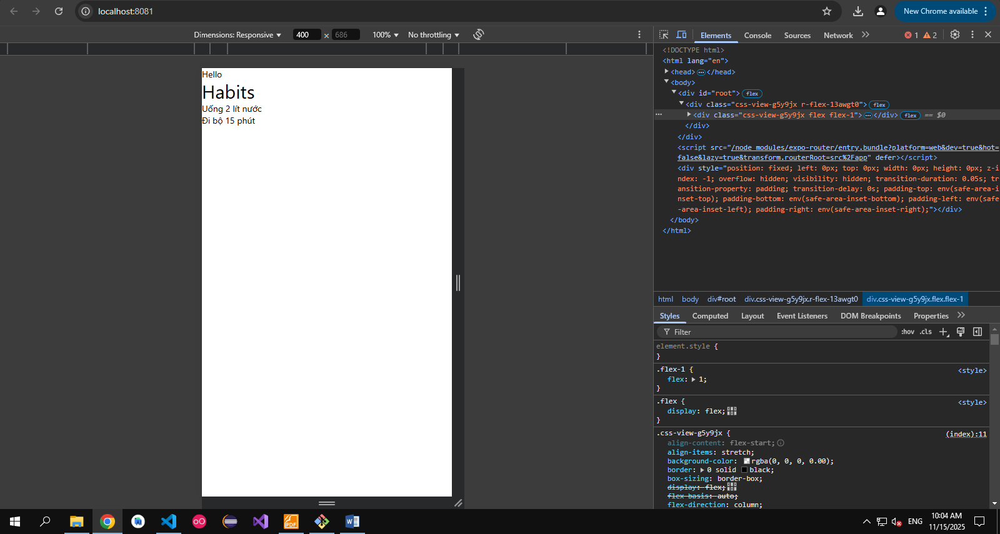 localhost:8081
New Chrome available
Dimensions: Responsive
400 × 686
100%
No throttling
Elements
Console
Sources
Network
1
2
Hello
Habits
Uống 2 lít nước
Đi bộ 15 phút
<!DOCTYPE html>
<html lang="en">
<head>…</head>
<body>
<div id="root"> flex
<div class="css-view-g5y9jx r-flex-13awgt0"> flex
… <div class="css-view-g5y9jx flex flex-1">…</div> flex == $0
</div>
</div>
<script src="/node_modules/expo-router/entry.bundle?platform=web&dev=true&hot=
false&lazy=true&transform.routerRoot=src%2Fapp" defer></script>
<div style="position: fixed; left: 0px; top: 0px; width: 0px; height: 0px; z-i
ndex: -1; overflow: hidden; visibility: hidden; transition-duration: 0.05s; tr
ansition-property: padding; transition-delay: 0s; padding-top: env(safe-area-i
nset-top); padding-bottom: env(safe-area-inset-bottom); padding-left: env(safe
-area-inset-left); padding-right: env(safe-area-inset-right);"></div>
</body>
</html>
html body div#root div.css-view-g5y9jx.r-flex-13awgt0 div.css-view-g5y9jx.flex.flex-1
Styles
Computed
Layout
Event Listeners
DOM Breakpoints
Properties
Filter
:hov .cls
element.style {
}
.flex-1 { <style>
flex: 1;
}
.flex { <style>
display: flex;
}
.css-view-g5y9jx { (index):11
align-content: flex-start;
align-items: stretch;
background-color: rgba(0, 0, 0, 0.00);
border: 0 solid black;
box-sizing: border-box;
display: flex;
flex-basis: auto;
flex-direction: column;
PDF
ENG
10:04 AM
11/15/2025